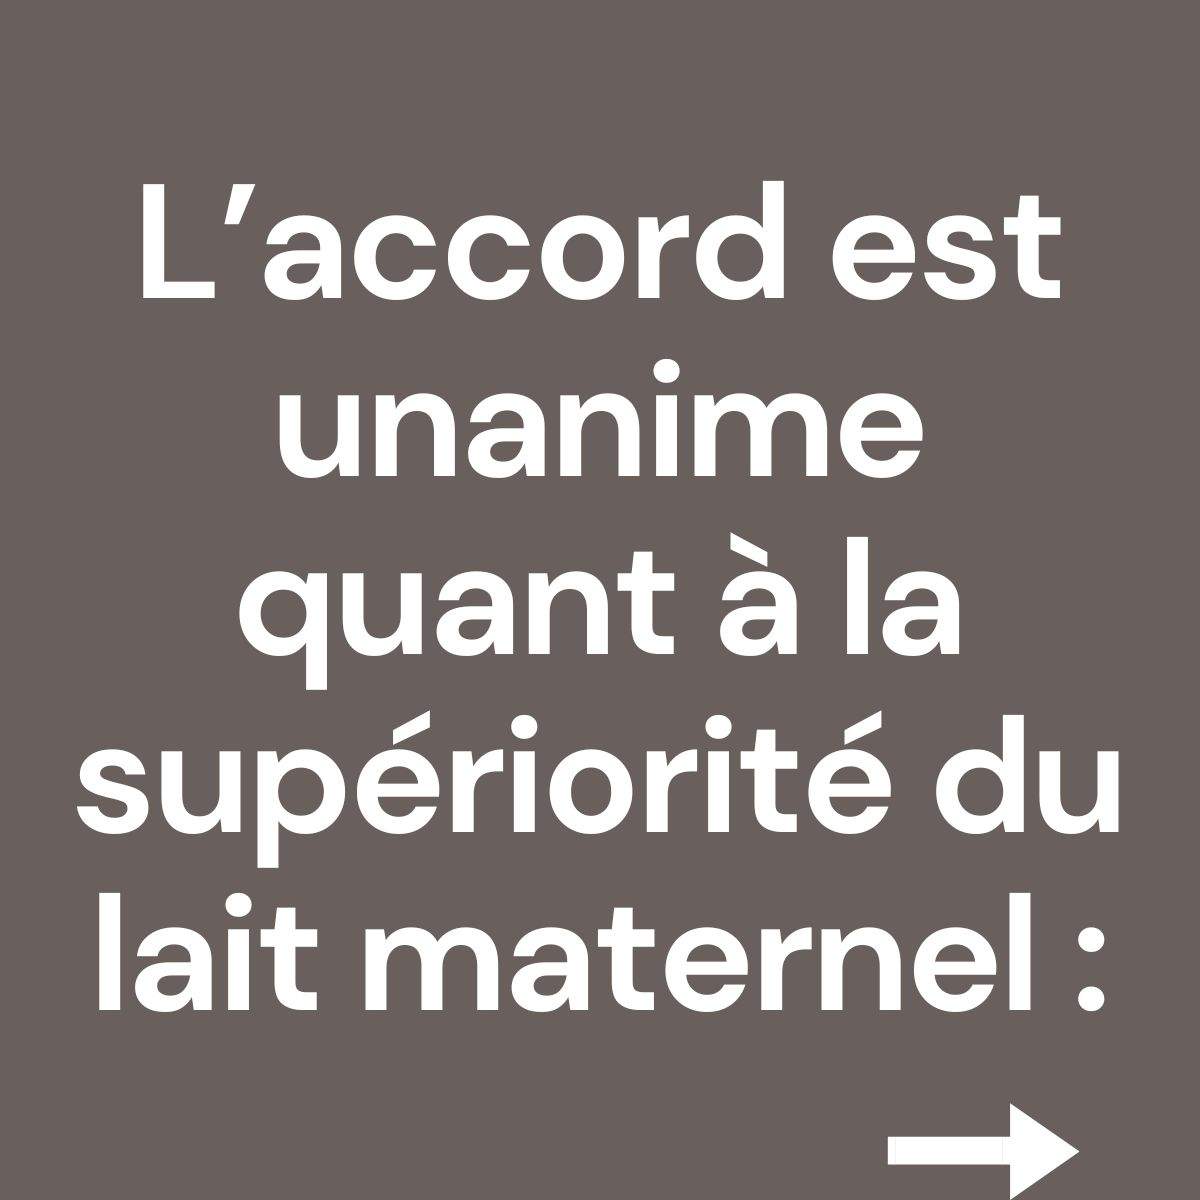 L’accord est
unanime
quant à la
supériorité du
lait maternel :